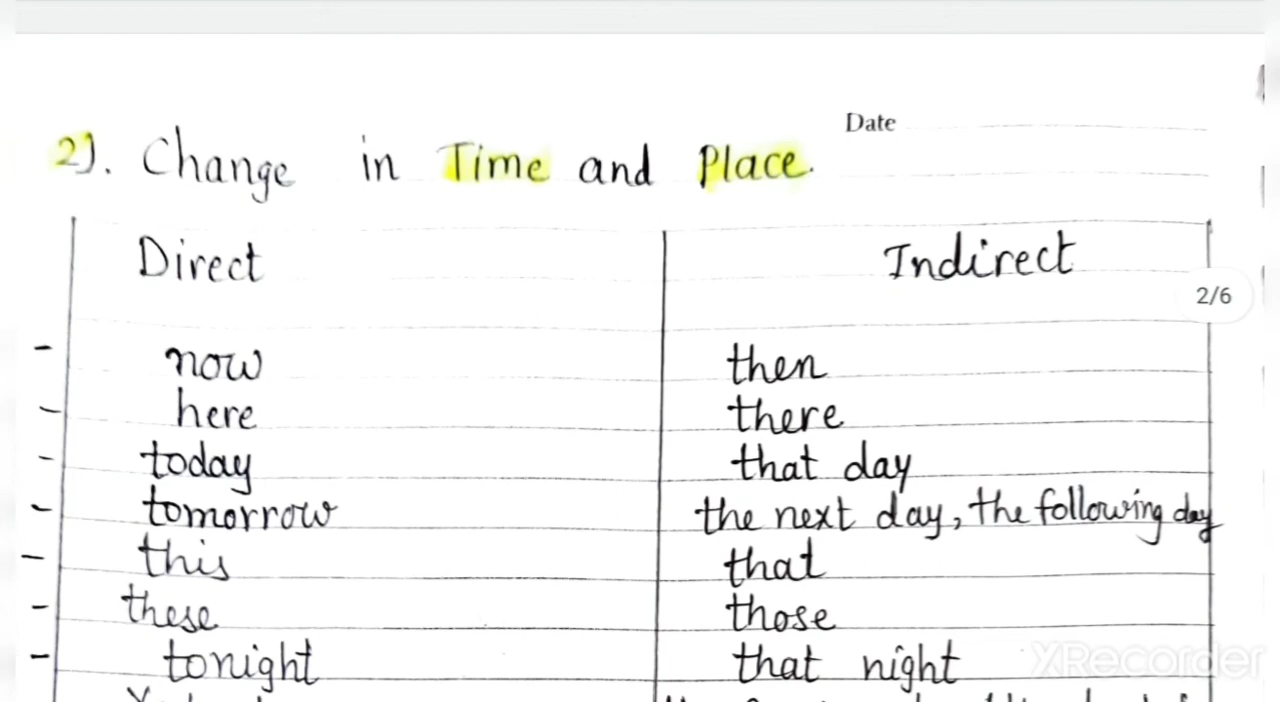 Date
2). Change in Time and Place.
Direct Indirect
2/6
- now then
- here there
- today that day
- tomorrow the next day, the following day
- this that
- these those
- tonight that night
XRecorder